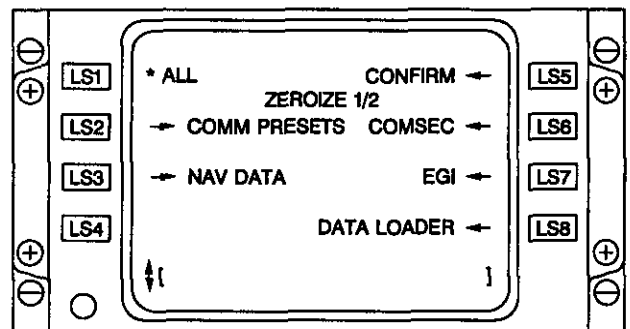 LS1 * ALL CONFIRM ← LS5
ZEROIZE 1/2
LS2 → COMM PRESETS COMSEC ← LS6
LS3 → NAV DATA EGI ← LS7
LS4 DATA LOADER ← LS8
↕[ ]